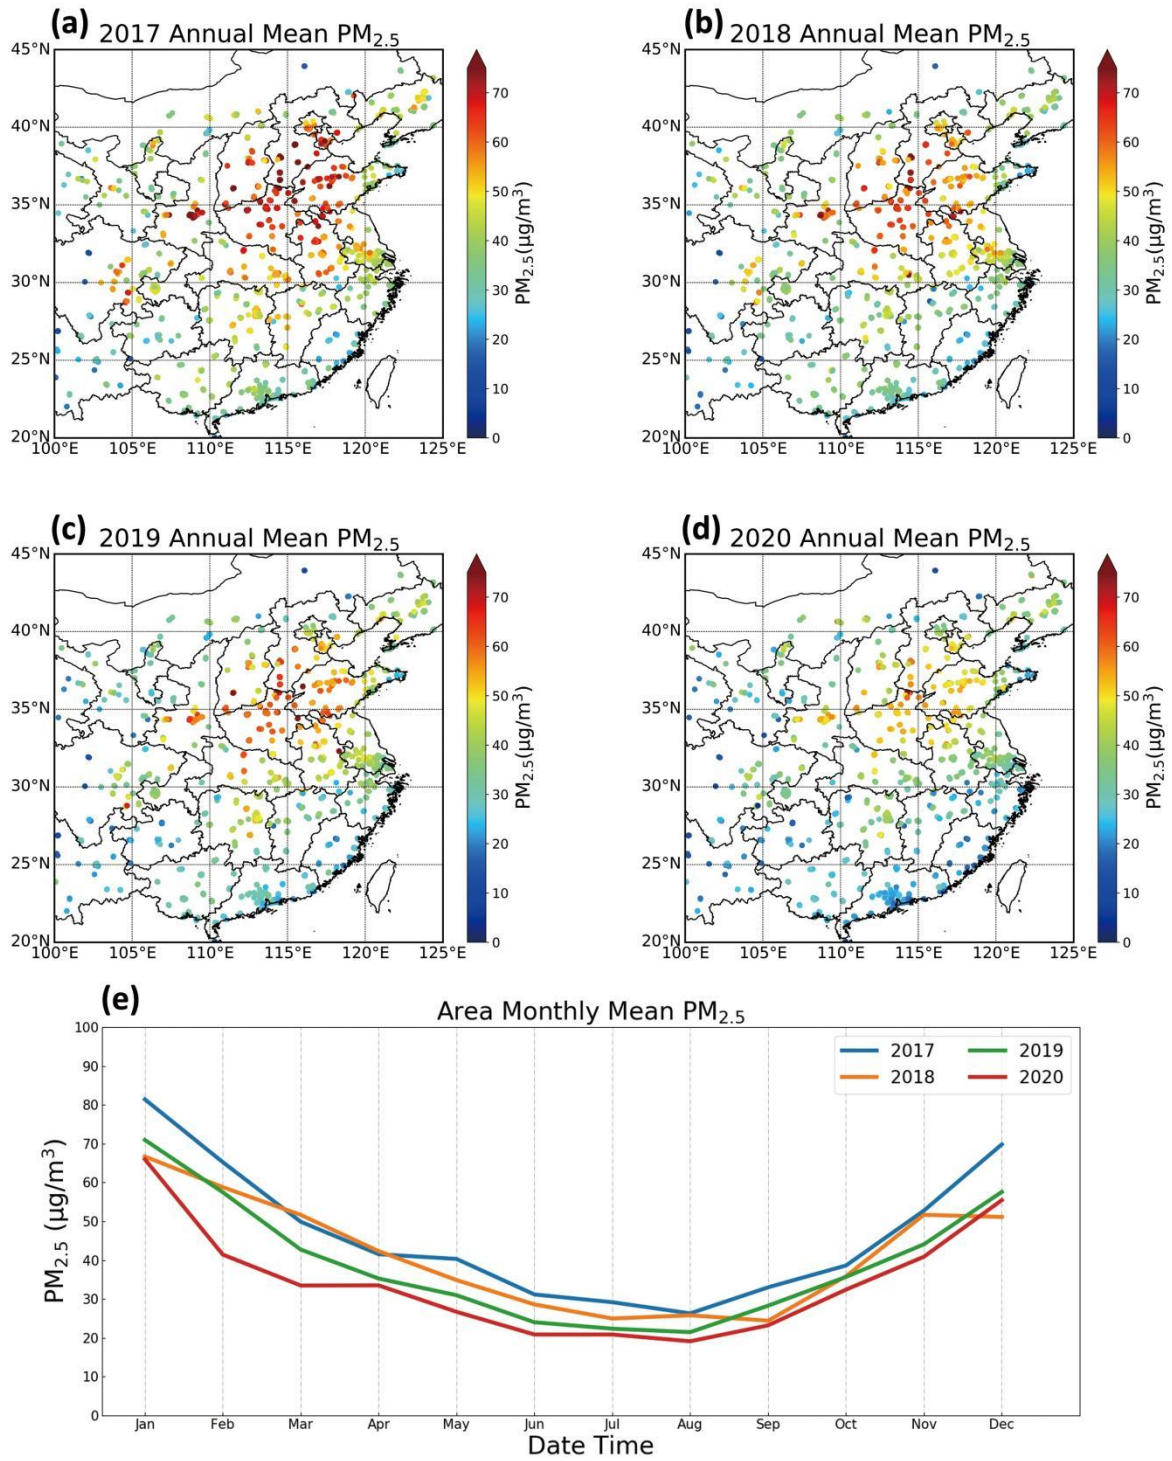 (a)
2017 Annual Mean PM2.5
45°N
40°N
35°N
30°N
25°N
20°N
100°E 105°E 110°E 115°E 120°E 125°E
70
60
50
40
30
20
10
0
PM2.5(μg/m³)
(b)
2018 Annual Mean PM2.5
45°N
40°N
35°N
30°N
25°N
20°N
100°E 105°E 110°E 115°E 120°E 125°E
70
60
50
40
30
20
10
0
PM2.5(μg/m³)
(c)
2019 Annual Mean PM2.5
45°N
40°N
35°N
30°N
25°N
20°N
100°E 105°E 110°E 115°E 120°E 125°E
70
60
50
40
30
20
10
0
PM2.5(μg/m³)
(d)
2020 Annual Mean PM2.5
45°N
40°N
35°N
30°N
25°N
20°N
100°E 105°E 110°E 115°E 120°E 125°E
70
60
50
40
30
20
10
0
PM2.5(μg/m³)
(e)
Area Monthly Mean PM2.5
2017 2019
2018 2020
100
90
80
70
60
50
40
30
20
10
0
PM2.5 (μg/m³)
Jan Feb Mar Apr May Jun Jul Aug Sep Oct Nov Dec
Date Time